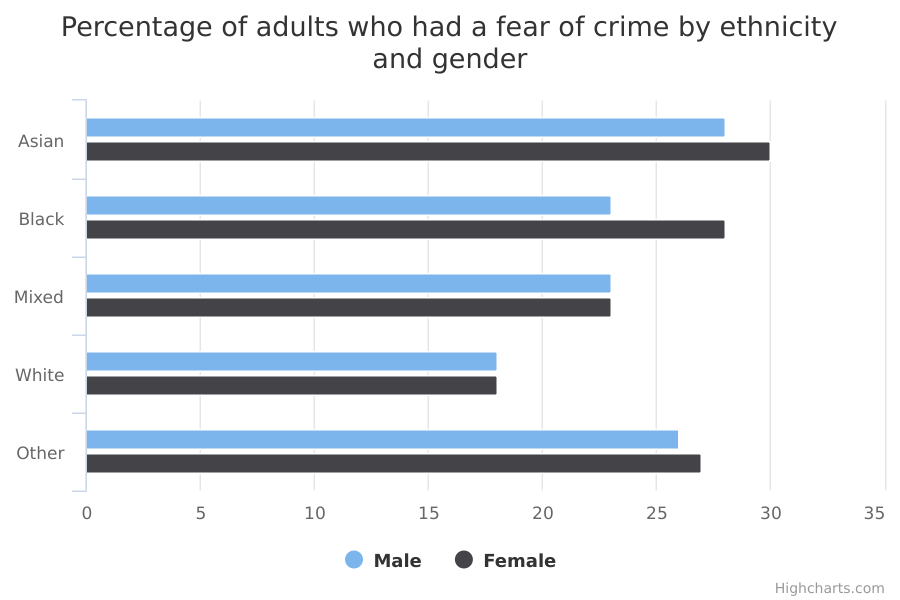 Percentage of adults who had a fear of crime by ethnicity
and gender
Asian
Black
Mixed
White
Other
0 5 10 15 20 25 30 35
Male Female
Highcharts.com